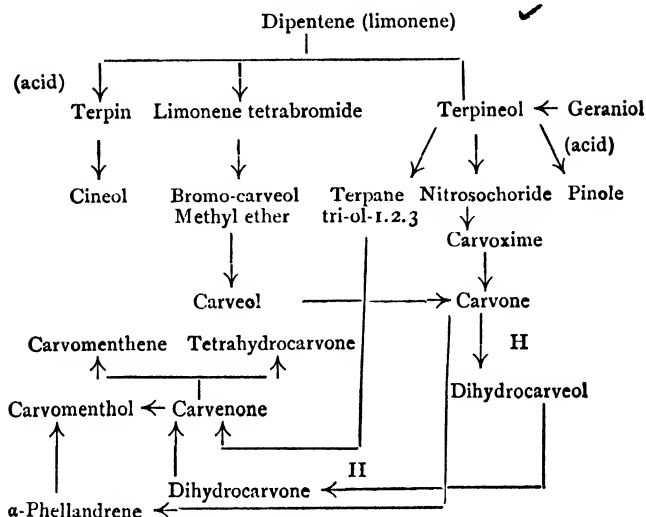 Dipentene (limonene)
(acid)
Terpin Limonene tetrabromide Terpineol Geraniol
(acid)
Cineol Bromo-carveol Terpane Nitrosochoride Pinole
Methyl ether tri-ol-1.2.3
Carvoxime
Carveol Carvone
Carvomenthene Tetrahydrocarvone H
Dihydrocarveol
Carvomenthol Carvenone
H
Dihydrocarvone
α-Phellandrene